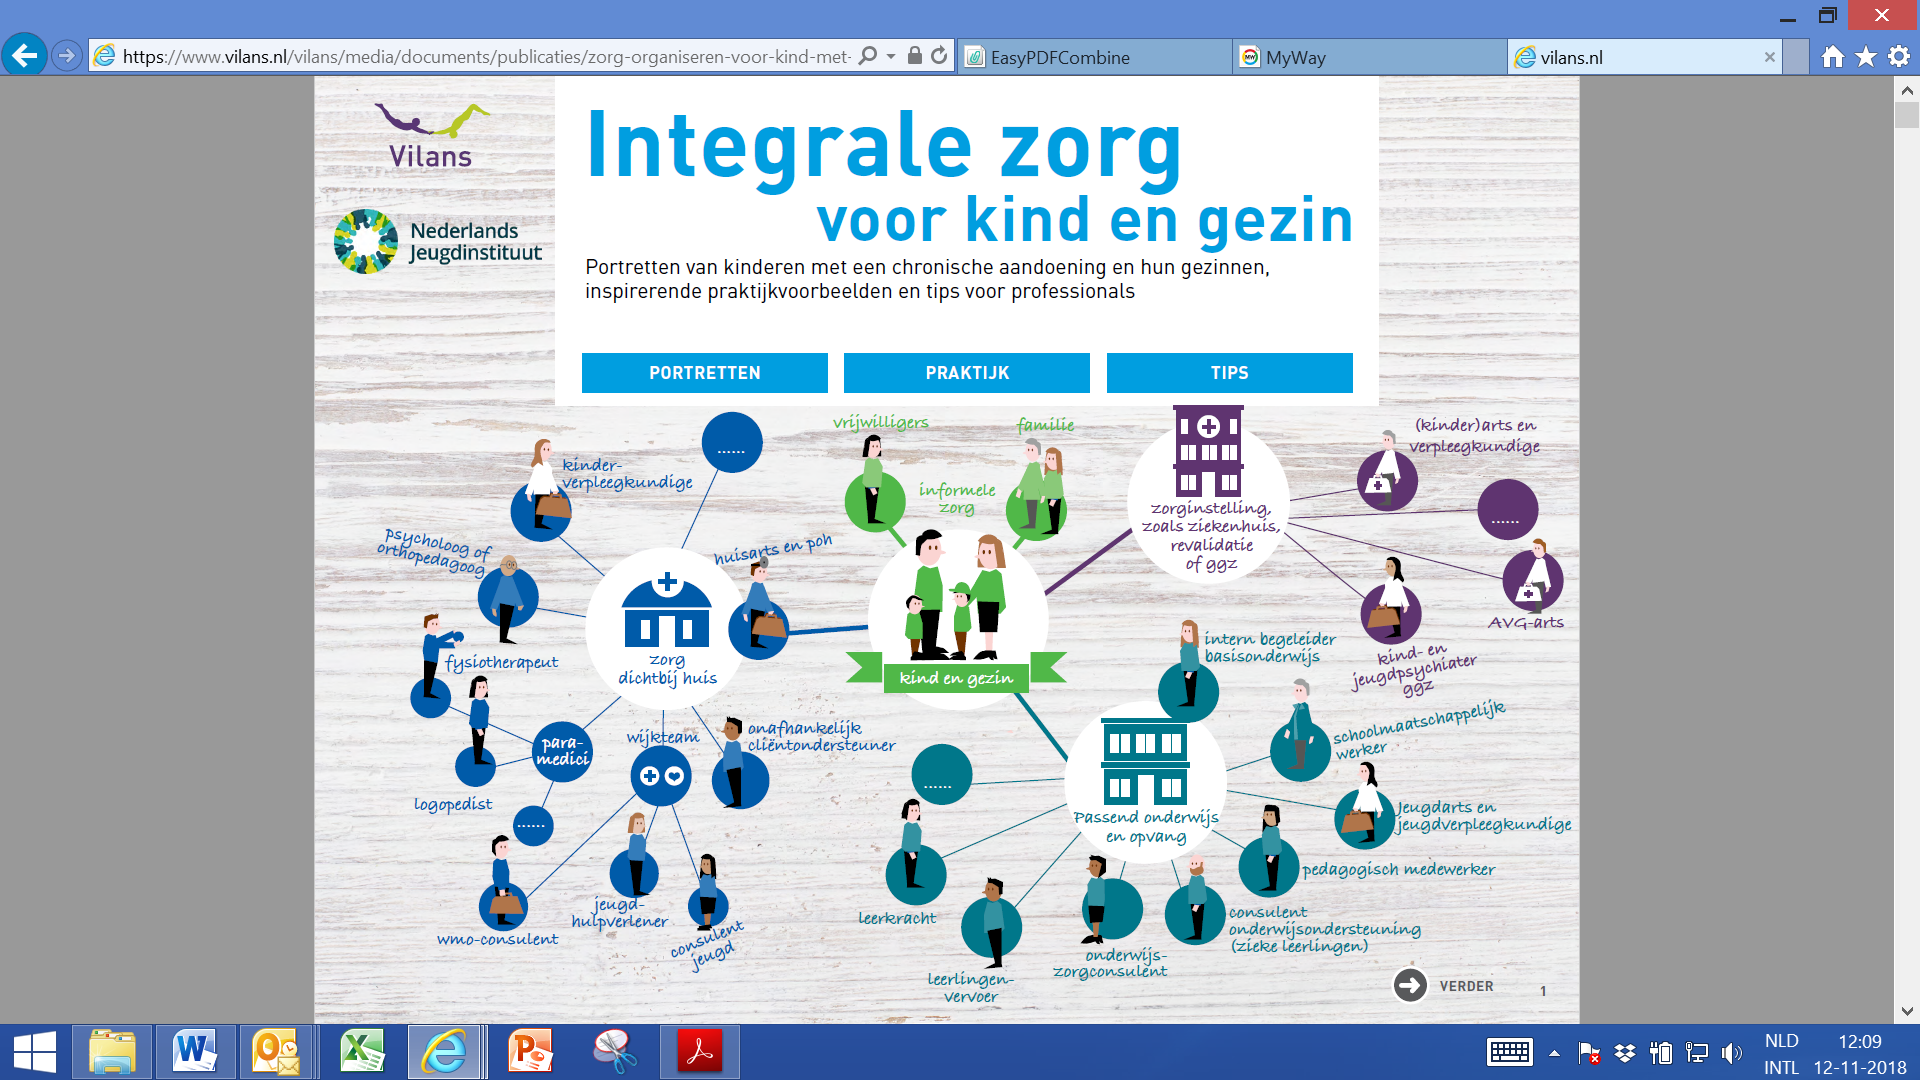 https://www.vilans.nl/vilans/media/documents/publicaties/zorg-organiseren-voor-kind-met-
EasyPDFCombine
MyWay
vilans.nl
Vilans
Nederlands
Jeugdinstituut
Integrale zorg
voor kind en gezin
Portretten van kinderen met een chronische aandoening en hun gezinnen,
inspirerende praktijkvoorbeelden en tips voor professionals
PORTRETTEN
PRAKTIJK
TIPS
kinder-
verpleegkundige
......
psycholoog of
orthopedagoog
huisarts en poh
fysiotherapeut
zorg
dichtbij huis
para-
medici
logopedist
......
wijkteam
onafhankelijk
cliëntondersteuner
wmo-consulent
jeugd-
hulpverlener
consulent
jeugd
vrijwilligers
familie
informele
zorg
kind en gezin
zorginstelling,
zoals ziekenhuis,
revalidatie
of ggz
(kinder)arts en
verpleegkundige
......
AVG-arts
kind- en
jeugdpsychiater
ggz
intern begeleider
basisonderwijs
schoolmaatschappelijk
werker
Passend onderwijs
en opvang
Jeugdarts en
jeugdverpleegkundige
pedagogisch medewerker
consulent
onderwijsondersteuning
(zieke leerlingen)
onderwijs-
zorgconsulent
leerlingen-
vervoer
leerkracht
......
VERDER
1
NLD
INTL
12:09
12-11-2018